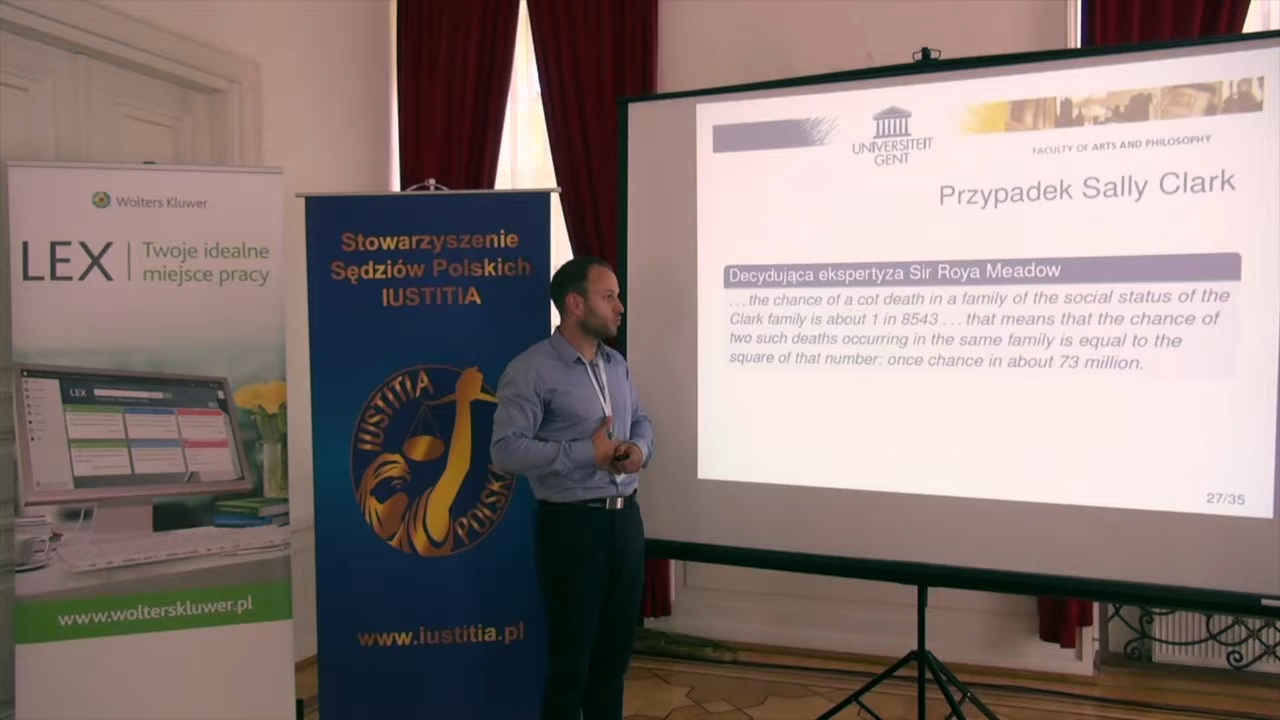 Wolters Kluwer
LEX
Twoje idealne
miejsce pracy
LEX
www.wolterskluwer.pl
Stowarzyszenie
Sędziów Polskich
IUSTITIA
IUSTITIA
www.iustitia.pl
UNIVERSITEIT
GENT
FACULTY OF ARTS AND PHILOSOPHY
Przypadek Sally Clark
Decydująca ekspertyza Sir Roya Meadow
...the chance of a cot death in a family of the social status of the
Clark family is about 1 in 8543 ...that means that the chance of
two such deaths occurring in the same family is equal to the
square of that number: once chance in about 73 million.
27/35